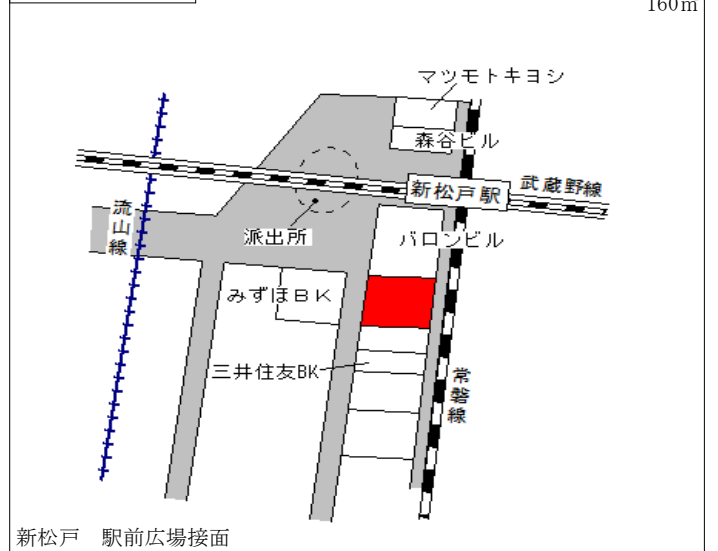 160m
マツモトキヨシ
森谷ビル
新松戸駅
武蔵野線
流山線
派出所
バロンビル
みずほBK
三井住友BK
常磐線
新松戸　駅前広場接面